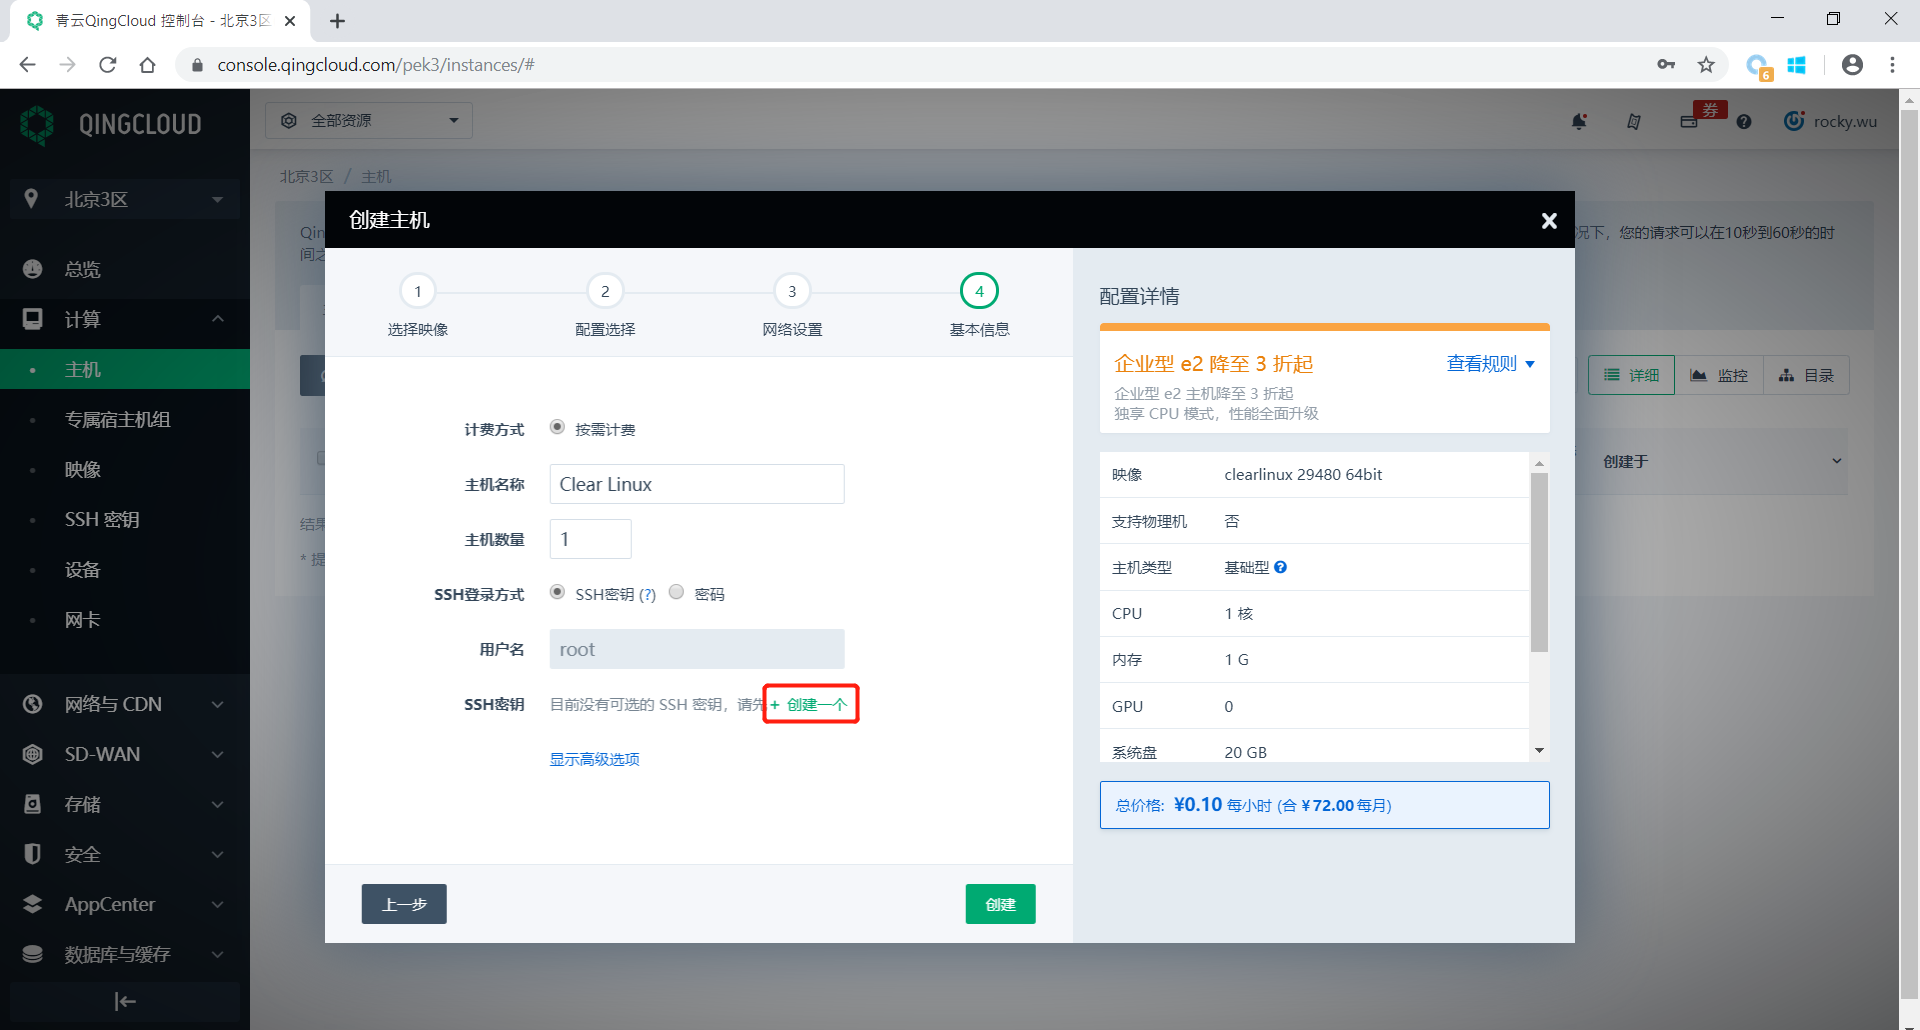 青云QingCloud 控制台 - 北京3区
console.qingcloud.com/pek3/instances/#
6
QINGCLOUD
全部资源
券
rocky.wu
北京3区
北京3区 / 主机
总览
计算
主机
专属宿主机组
映像
SSH 密钥
设备
网卡
网络与 CDN
SD-WAN
存储
安全
AppCenter
数据库与缓存
Qin
况下，您的请求可以在10秒到60秒的时
间之
详细
监控
目录
创建于
结果
* 提
创建主机
1
2
3
4
选择映像
配置选择
网络设置
基本信息
计费方式
按需计费
主机名称
Clear Linux
主机数量
1
SSH登录方式
SSH密钥 (?)
密码
用户名
root
SSH密钥
目前没有可选的 SSH 密钥，请先
+ 创建一个
显示高级选项
上一步
创建
配置详情
企业型 e2 降至 3 折起
查看规则
企业型 e2 主机降至 3 折起
独享 CPU 模式，性能全面升级
映像 clearlinux 29480 64bit
支持物理机 否
主机类型 基础型
CPU 1 核
内存 1 G
GPU 0
系统盘 20 GB
总价格: ¥0.10 每小时 (合 ¥ 72.00 每月)